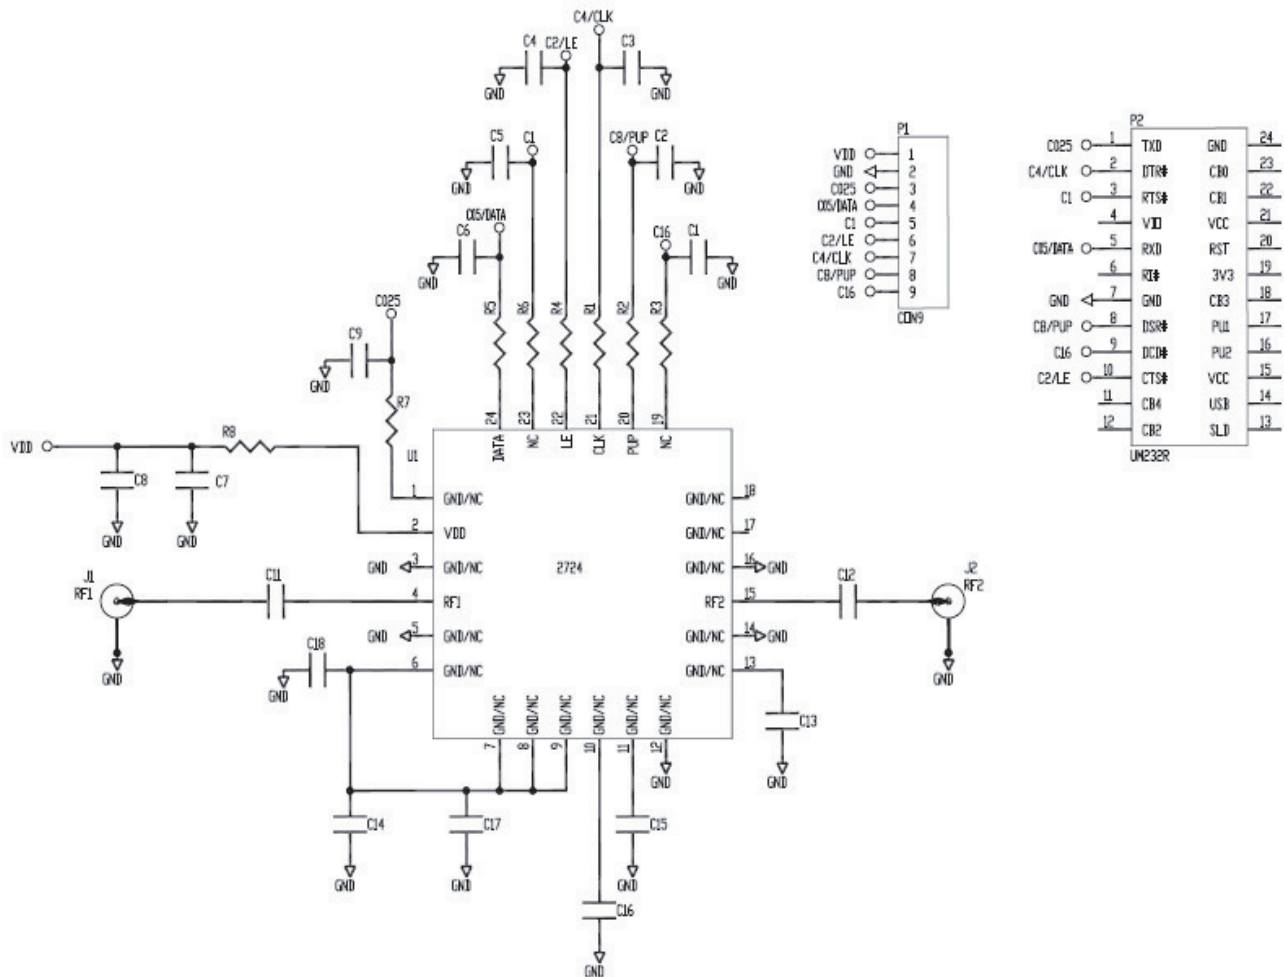 C4/CLK
C4
C2/LE
C3
GND
GND
C5
C1
C8/PUP
C2
GND
GND
C05/DATA
C6
C16
C1
GND
GND
C025
C9
GND
R5
R6
R4
R1
R2
R3
R7
VDD
R8
C8
C7
GND
GND
U1
24
23
22
21
20
19
DATA
NC
LE
CLK
PUP
NC
1
GND/NC
GND/NC
18
2
VDD
GND/NC
17
GND
3
GND/NC
2724
GND/NC
16
GND
J1
RF1
C11
4
RF1
RF2
15
C12
J2
RF2
GND
5
GND/NC
GND/NC
14
GND
GND
C18
GND
6
GND/NC
GND/NC
13
GND
GND/NC
GND/NC
GND/NC
GND/NC
GND/NC
GND/NC
7
8
9
10
11
12
C13
GND
GND
C14
C17
C15
GND
GND
GND
C16
GND
P1
VDD
1
GND
2
C025
3
C05/DATA
4
C1
5
C2/LE
6
C4/CLK
7
C8/PUP
8
C16
9
CON9
P2
C025
1
TXD
GND
24
C4/CLK
2
DTR#
CB0
23
C1
3
RTS#
CB1
22
4
VIO
VCC
21
C05/DATA
5
RXD
RST
20
6
RI#
3V3
19
GND
7
GND
CB3
18
C8/PUP
8
DSR#
PU1
17
C16
9
DCD#
PU2
16
C2/LE
10
CTS#
VCC
15
11
CB4
USB
14
12
CB2
SLD
13
UM232R